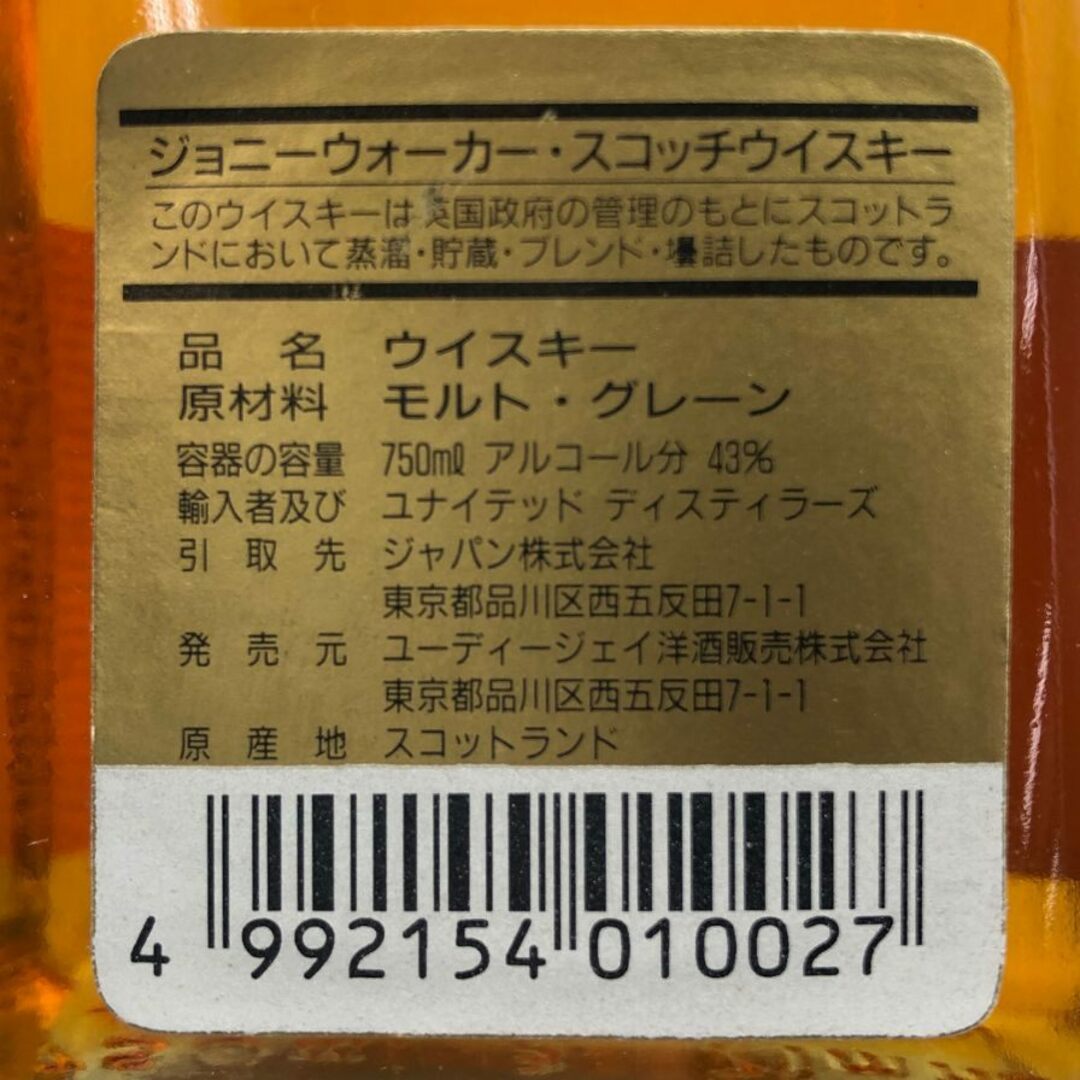 ジョニーウォーカー・スコッチウイスキー
このウイスキーは英国政府の管理のもとにスコットラ
ンドにおいて蒸溜・貯蔵・ブレンド・壜詰したものです。
品名 ウイスキー
原材料 モルト・グレーン
容器の容量 750ml アルコール分 43%
輸入者及び ユナイテッド ディスティラーズ
引取先 ジャパン株式会社
東京都品川区西五反田7-1-1
発売元 ユーディージェイ洋酒販売株式会社
東京都品川区西五反田7-1-1
原産地 スコットランド
4 992154 010027